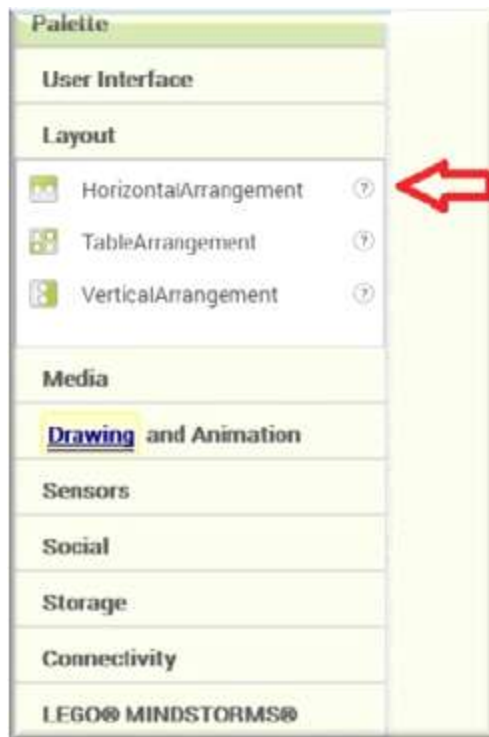 Palette
User Interface
Layout
HorizontalArrangement ?
TableArrangement ?
VerticalArrangement ?
Media
Drawing and Animation
Sensors
Social
Storage
Connectivity
LEGO® MINDSTORMS®